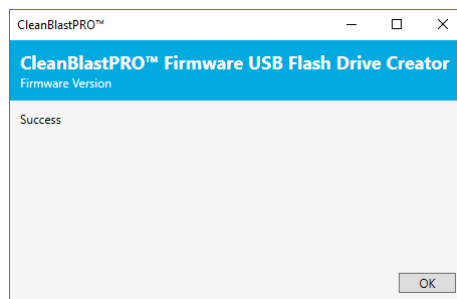 CleanBlastPRO™
CleanBlastPRO™ Firmware USB Flash Drive Creator
Firmware Version
Success
OK